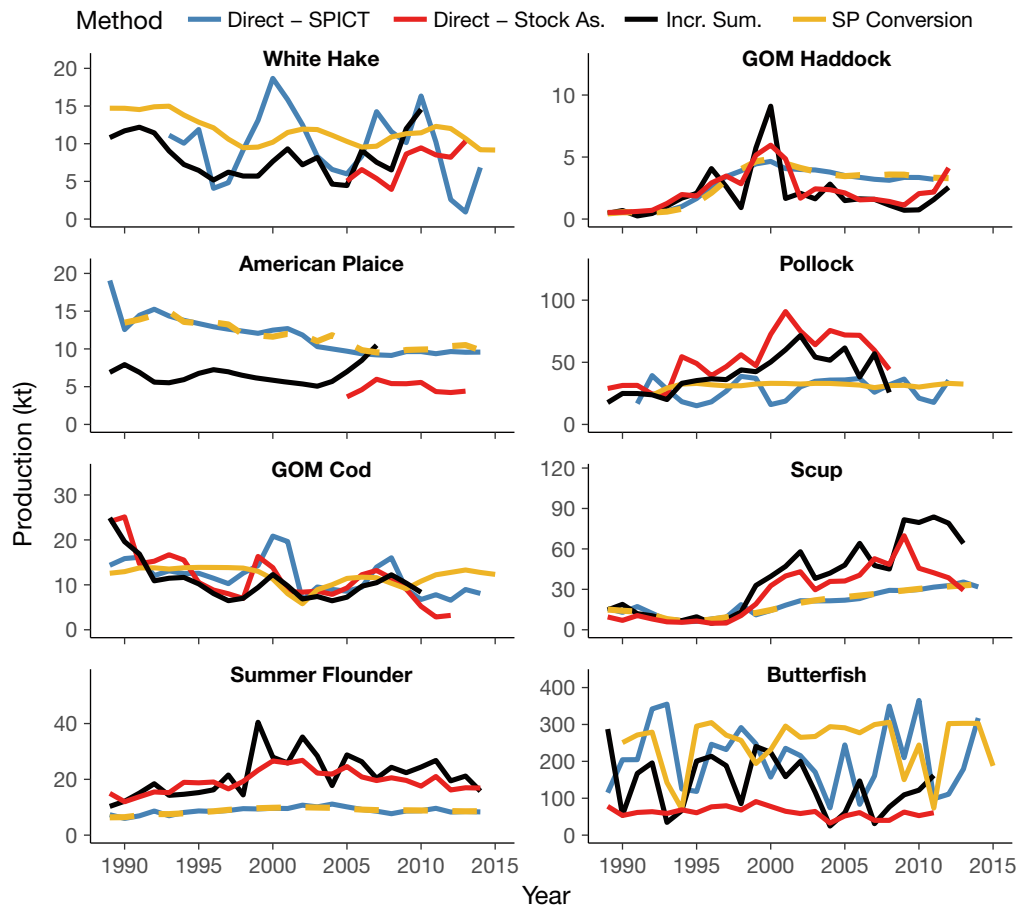 Method Direct – SPICT Direct – Stock As. Incr. Sum. SP Conversion
White Hake
20
15
10
5
0
GOM Haddock
10
5
0
American Plaice
20
15
10
5
0
Pollock
100
50
0
GOM Cod
30
20
10
0
Scup
120
90
60
30
0
Summer Flounder
40
20
0
1990 1995 2000 2005 2010 2015
Butterfish
400
300
200
100
0
1990 1995 2000 2005 2010 2015
Production (kt)
Year